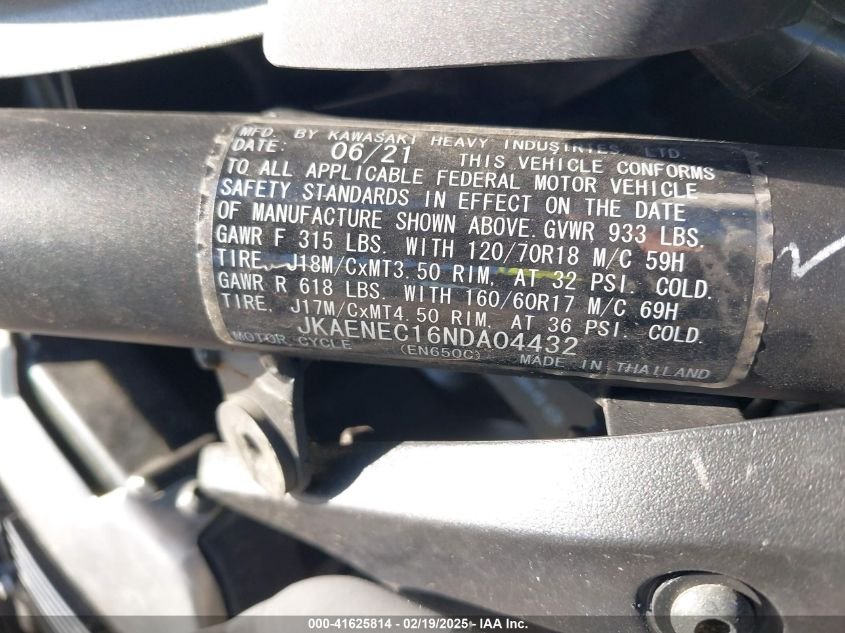 MFD. BY KAWASAKI HEAVY INDUSTRIES, LTD.
DATE: 06/21 THIS VEHICLE CONFORMS
TO ALL APPLICABLE FEDERAL MOTOR VEHICLE
SAFETY STANDARDS IN EFFECT ON THE DATE
OF MANUFACTURE SHOWN ABOVE. GVWR 933 LBS.
GAWR F 315 LBS. WITH 120/70R18 M/C 59H
TIRE, J18M/CxMT3.50 RIM, AT 32 PSI. COLD.
GAWR R 618 LBS. WITH 160/60R17 M/C 69H
TIRE, J17M/CxMT4.50 RIM, AT 36 PSI. COLD.
JKAENEC16NDA04432
MOTOR CYCLE (EN650C) MADE IN THAILAND
000-41625814 - 02/19/2025 - IAA Inc.